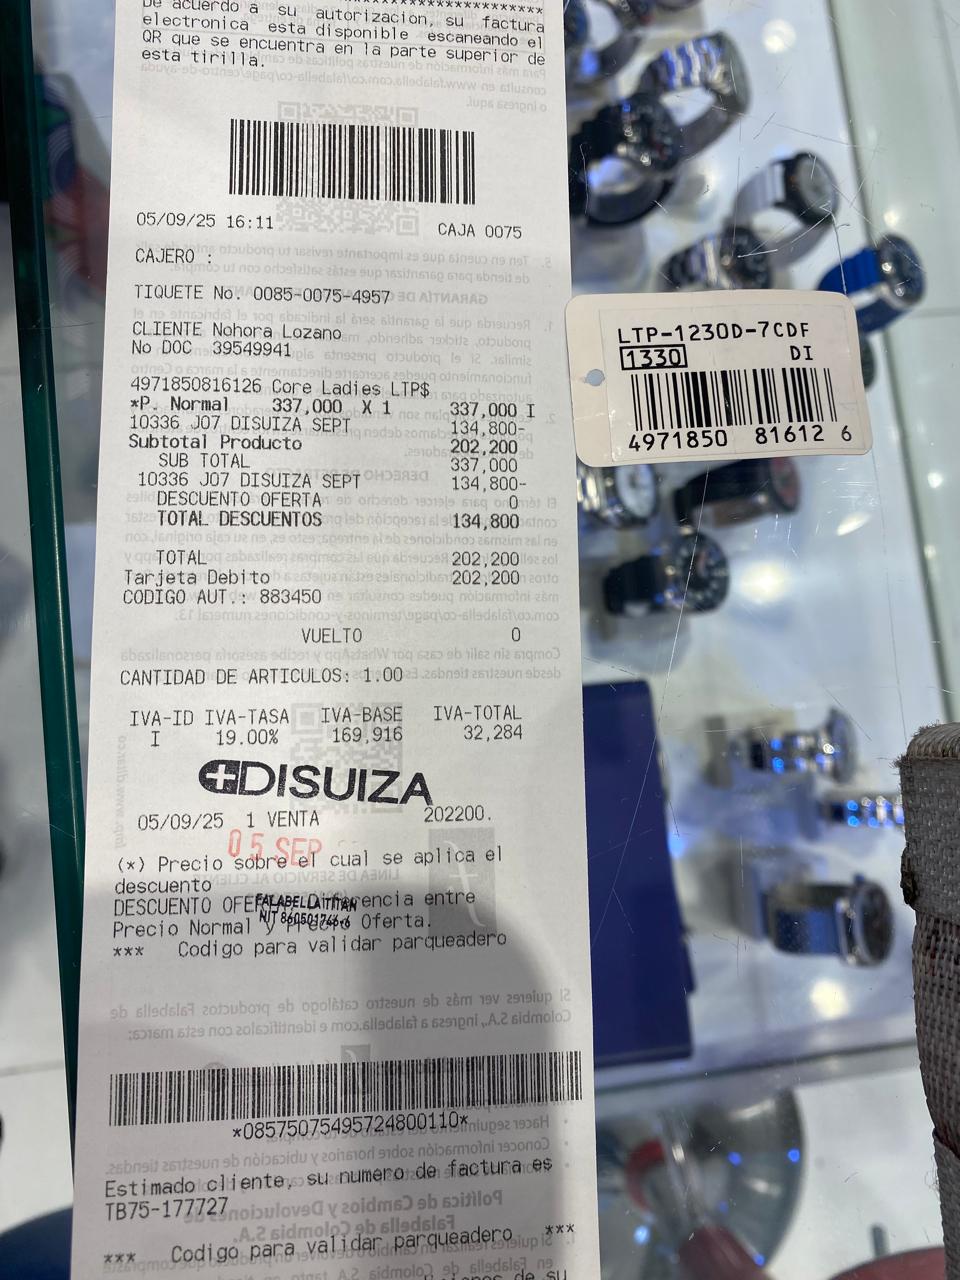 De acuerdo a su autorizacion, su factura
electronica esta disponible escaneando el
QR que se encuentra en la parte superior de
esta tirilla.
05/09/25 16:11 CAJA 0075
CAJERO :
TIQUETE No. 0085-0075-4957
CLIENTE Nohora Lozano
No DOC 39549941
4971850816126 Core Ladies LTP$
*P. Normal 337,000 X 1 337,000 I
10336 J07 DISUIZA SEPT 134,800-
Subtotal Producto 202,200
SUB TOTAL 337,000
10336 J07 DISUIZA SEPT 134,800-
DESCUENTO OFERTA 0
TOTAL DESCUENTOS 134,800
TOTAL 202,200
Tarjeta Debito 202,200
CODIGO AUT.: 883450
VUELTO 0
CANTIDAD DE ARTICULOS: 1.00
IVA-ID IVA-TASA IVA-BASE IVA-TOTAL
I 19.00% 169,916 32,284
DISUIZA
05/09/25 1 VENTA 202200.
05 SEP
(*) Precio sobre el cual se aplica el
descuento
DESCUENTO OFERTA: Diferencia entre
FALABELLA TITAN
Precio Normal y Precio Oferta.
NIT 860501746-6
*** Codigo para validar parqueadero
*08575075495724800110*
Estimado cliente, su numero de factura es
TB75-177727
*** Codigo para validar parqueadero ***
LTP-1230D-7CDF
1330 DI
4971850 81612 6